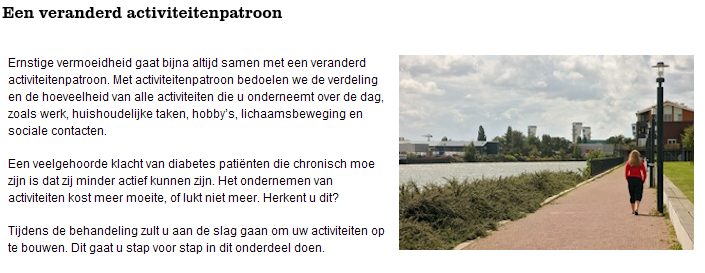 Een veranderd activiteitenpatroon
Ernstige vermoeidheid gaat bijna altijd samen met een veranderd
activiteitenpatroon. Met activiteitenpatroon bedoelen we de verdeling
en de hoeveelheid van alle activiteiten die u onderneemt over de dag,
zoals werk, huishoudelijke taken, hobby's, lichaamsbeweging en
sociale contacten.
Een veelgehoorde klacht van diabetes patiënten die chronisch moe
zijn is dat zij minder actief kunnen zijn. Het ondernemen van
activiteiten kost meer moeite, of lukt niet meer. Herkent u dit?
Tijdens de behandeling zult u aan de slag gaan om uw activiteiten op
te bouwen. Dit gaat u stap voor stap in dit onderdeel doen.